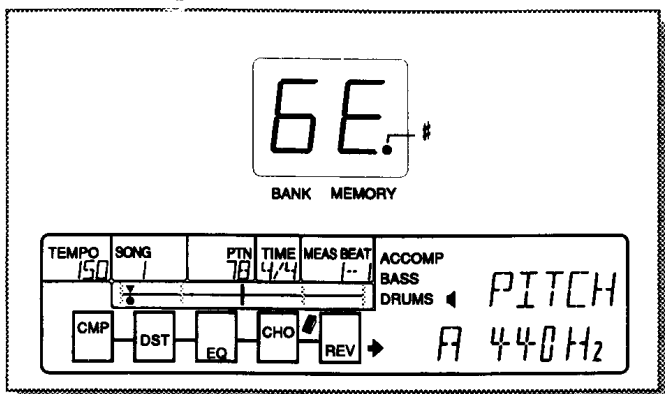 6E. #
BANK MEMORY
TEMPO SONG PTN TIME MEAS BEAT ACCOMP
150 1 78 4/4 1-- 1
BASS
DRUMS PITCH
CMP DST EQ CHO REV A 440Hz